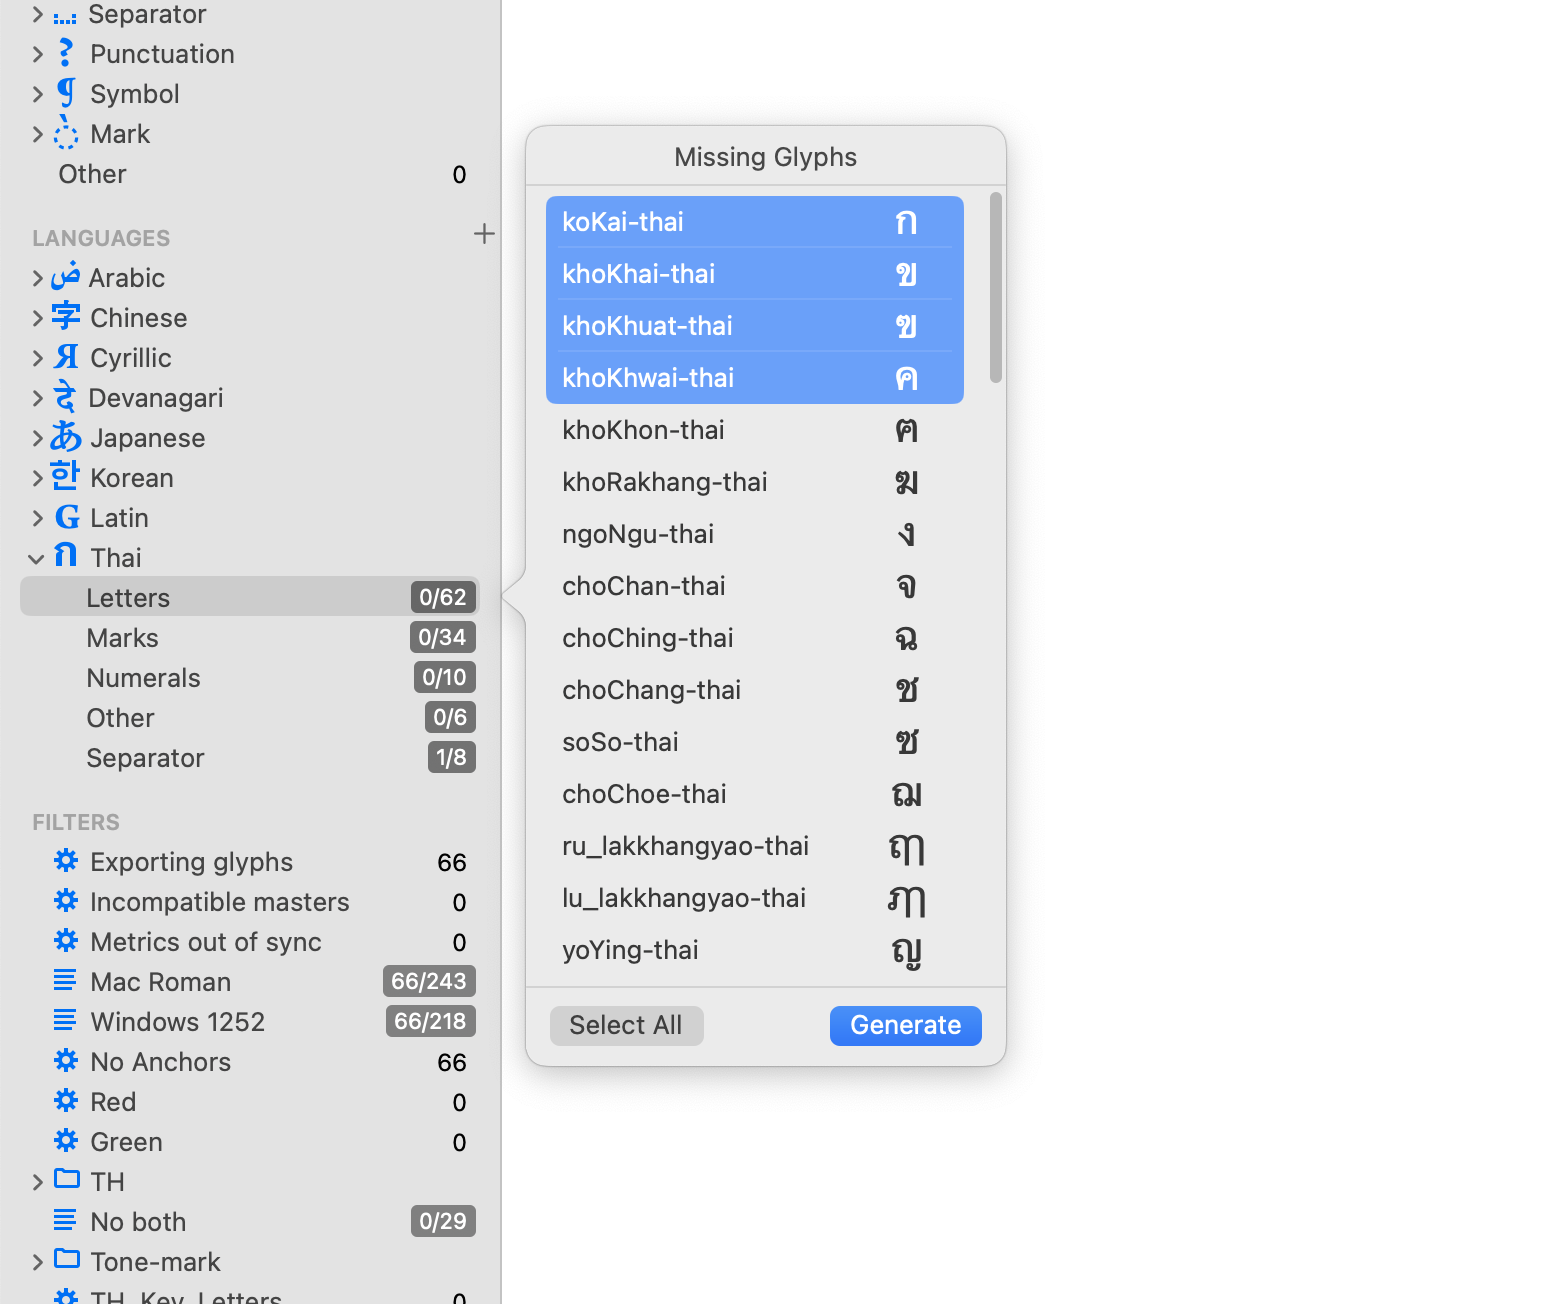 Separator
Punctuation
Symbol
Mark
Other 0
LANGUAGES +
ض Arabic
字 Chinese
Я Cyrillic
दे Devanagari
あ Japanese
한 Korean
G Latin
ก Thai
Letters 0/62
Marks 0/34
Numerals 0/10
Other 0/6
Separator 1/8
FILTERS
Exporting glyphs 66
Incompatible masters 0
Metrics out of sync 0
Mac Roman 66/243
Windows 1252 66/218
No Anchors 66
Red 0
Green 0
TH
No both 0/29
Tone-mark
TH_Key_Letters 0
Missing Glyphs
koKai-thai ก
khoKhai-thai ข
khoKhuat-thai ฃ
khoKhwai-thai ค
khoKhon-thai ฅ
khoRakhang-thai ฆ
ngoNgu-thai ง
choChan-thai จ
choChing-thai ฉ
choChang-thai ช
soSo-thai ซ
choChoe-thai ฌ
ru_lakkhangyao-thai ฤๅ
lu_lakkhangyao-thai ฦๅ
yoYing-thai ญ
Select All Generate